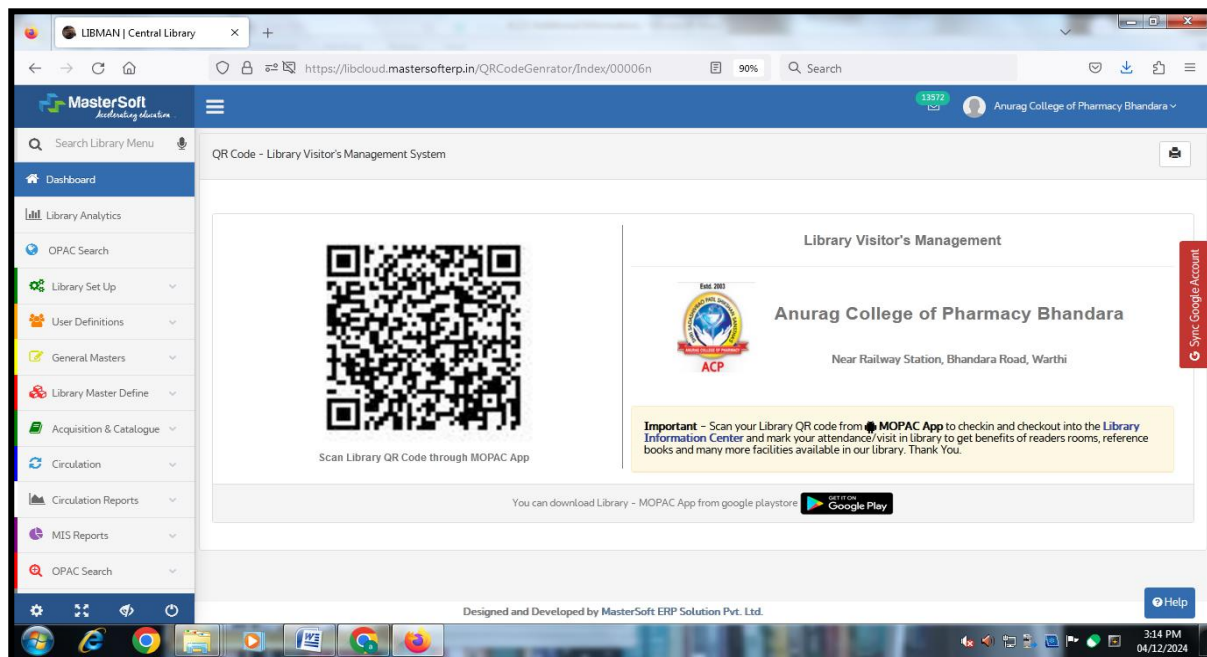 LIBMAN | Central Library
https://libcloud.mastersofterp.in/QRCodeGenrator/Index/00006n
90%
Search
MasterSoft
Accelerating education
13572
Anurag College of Pharmacy Bhandara
Search Library Menu
QR Code - Library Visitor's Management System
Dashboard
Library Analytics
OPAC Search
Library Set Up
User Definitions
General Masters
Library Master Define
Acquisition & Catalogue
Circulation
Circulation Reports
MIS Reports
OPAC Search
Scan Library QR Code through MOPAC App
Library Visitor's Management
Estd. 2003
ACP
Anurag College of Pharmacy Bhandara
Near Railway Station, Bhandara Road, Warthi
Important - Scan your Library QR code from MOPAC App to checkin and checkout into the Library
Information Center and mark your attendance/visit in library to get benefits of readers rooms, reference
books and many more facilities available in our library. Thank You.
You can download Library - MOPAC App from google playstore GET IT ON Google Play
Sync Google Account
Help
Designed and Developed by MasterSoft ERP Solution Pvt. Ltd.
3:14 PM
04/12/2024